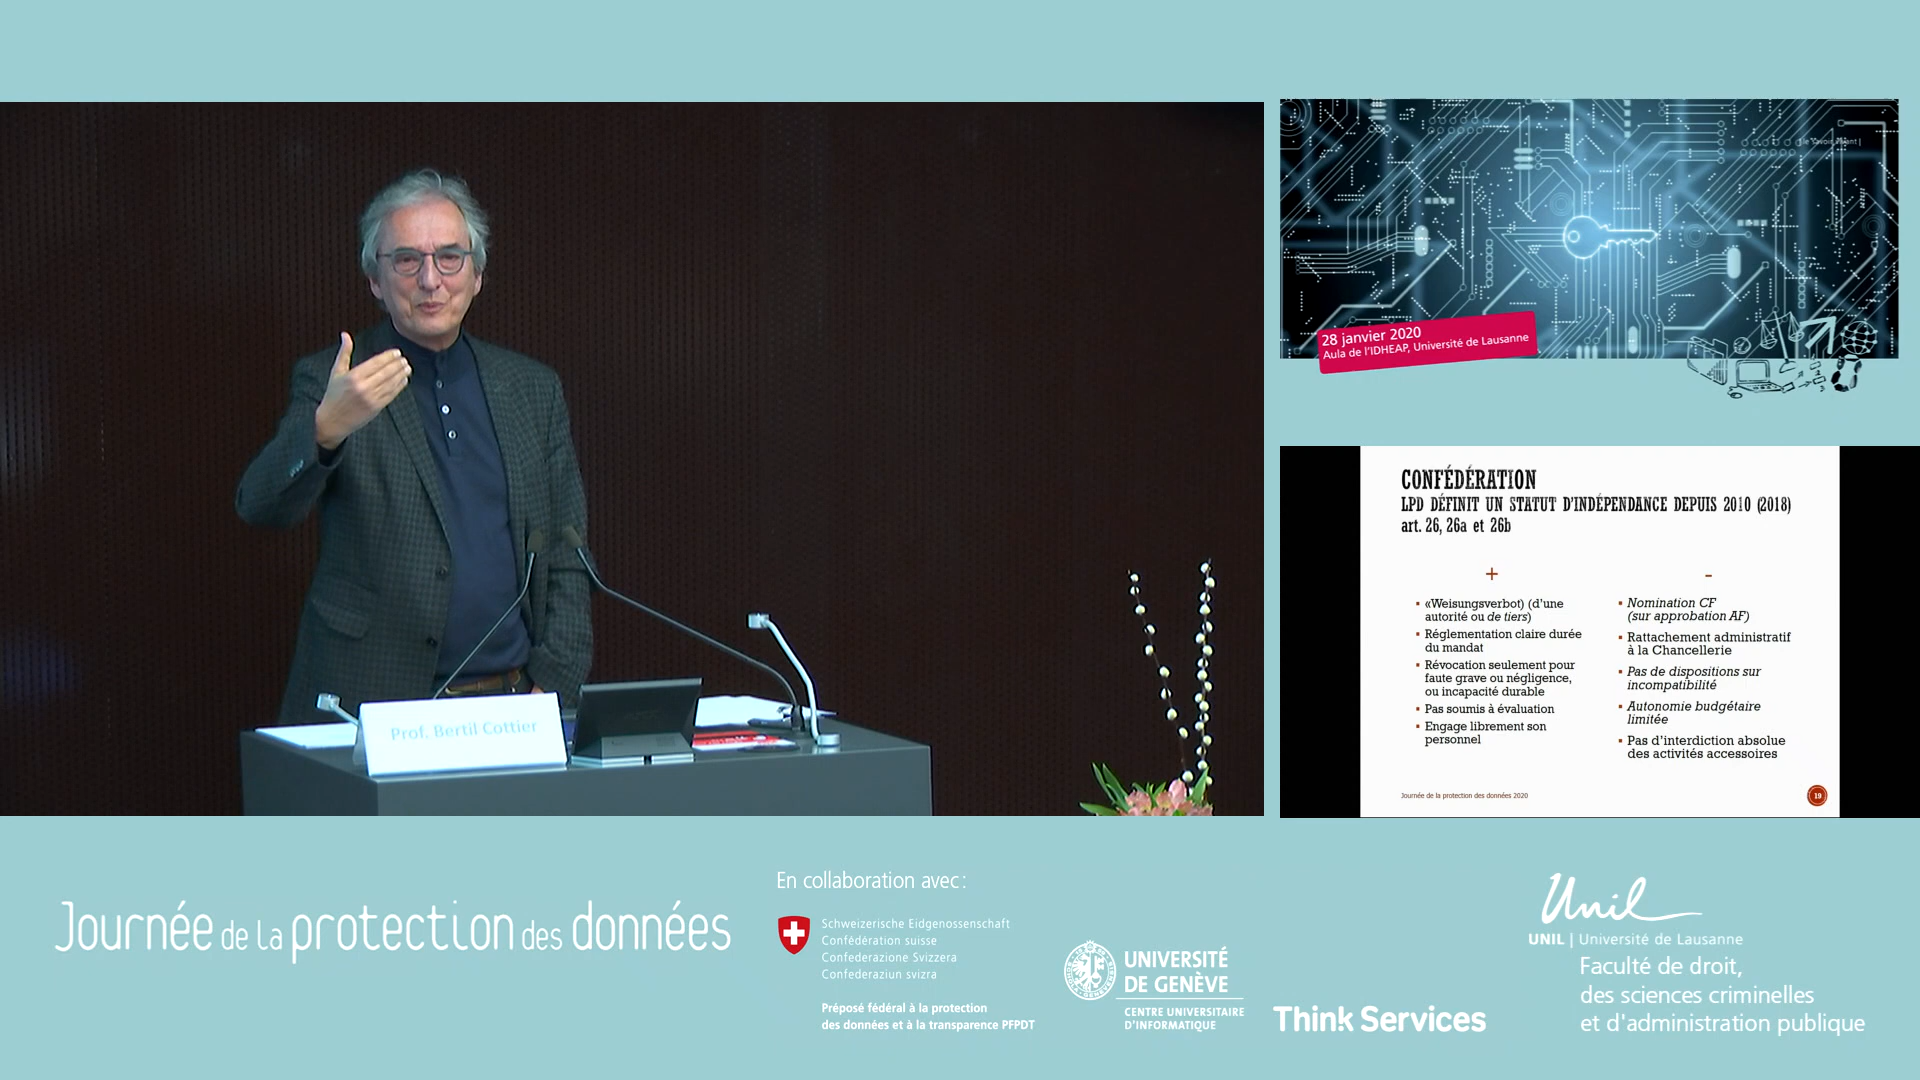 | le savoir vivant |
28 janvier 2020
Aula de l'IDHEAP, Université de Lausanne
Prof. Bertil Cottier
CONFÉDÉRATION
LPD DÉFINIT UN STATUT D'INDÉPENDANCE DEPUIS 2010 (2018)
art. 26, 26a et 26b
+
▪ «Weisungsverbot) (d'une
autorité ou de tiers)
▪ Réglementation claire durée
du mandat
▪ Révocation seulement pour
faute grave ou négligence,
ou incapacité durable
▪ Pas soumis à évaluation
▪ Engage librement son
personnel
-
▪ Nomination CF
(sur approbation AF)
▪ Rattachement administratif
à la Chancellerie
▪ Pas de dispositions sur
incompatibilité
▪ Autonomie budgétaire
limitée
▪ Pas d'interdiction absolue
des activités accessoires
Journée de la protection des données 2020
19
Journée de la protection des données
En collaboration avec :
Schweizerische Eidgenossenschaft
Confédération suisse
Confederazione Svizzera
Confederaziun svizra
Préposé fédéral à la protection
des données et à la transparence PFPDT
UNIVERSITÉ
DE GENÈVE
CENTRE UNIVERSITAIRE
D'INFORMATIQUE
Think Services
Unil
UNIL | Université de Lausanne
Faculté de droit,
des sciences criminelles
et d'administration publique